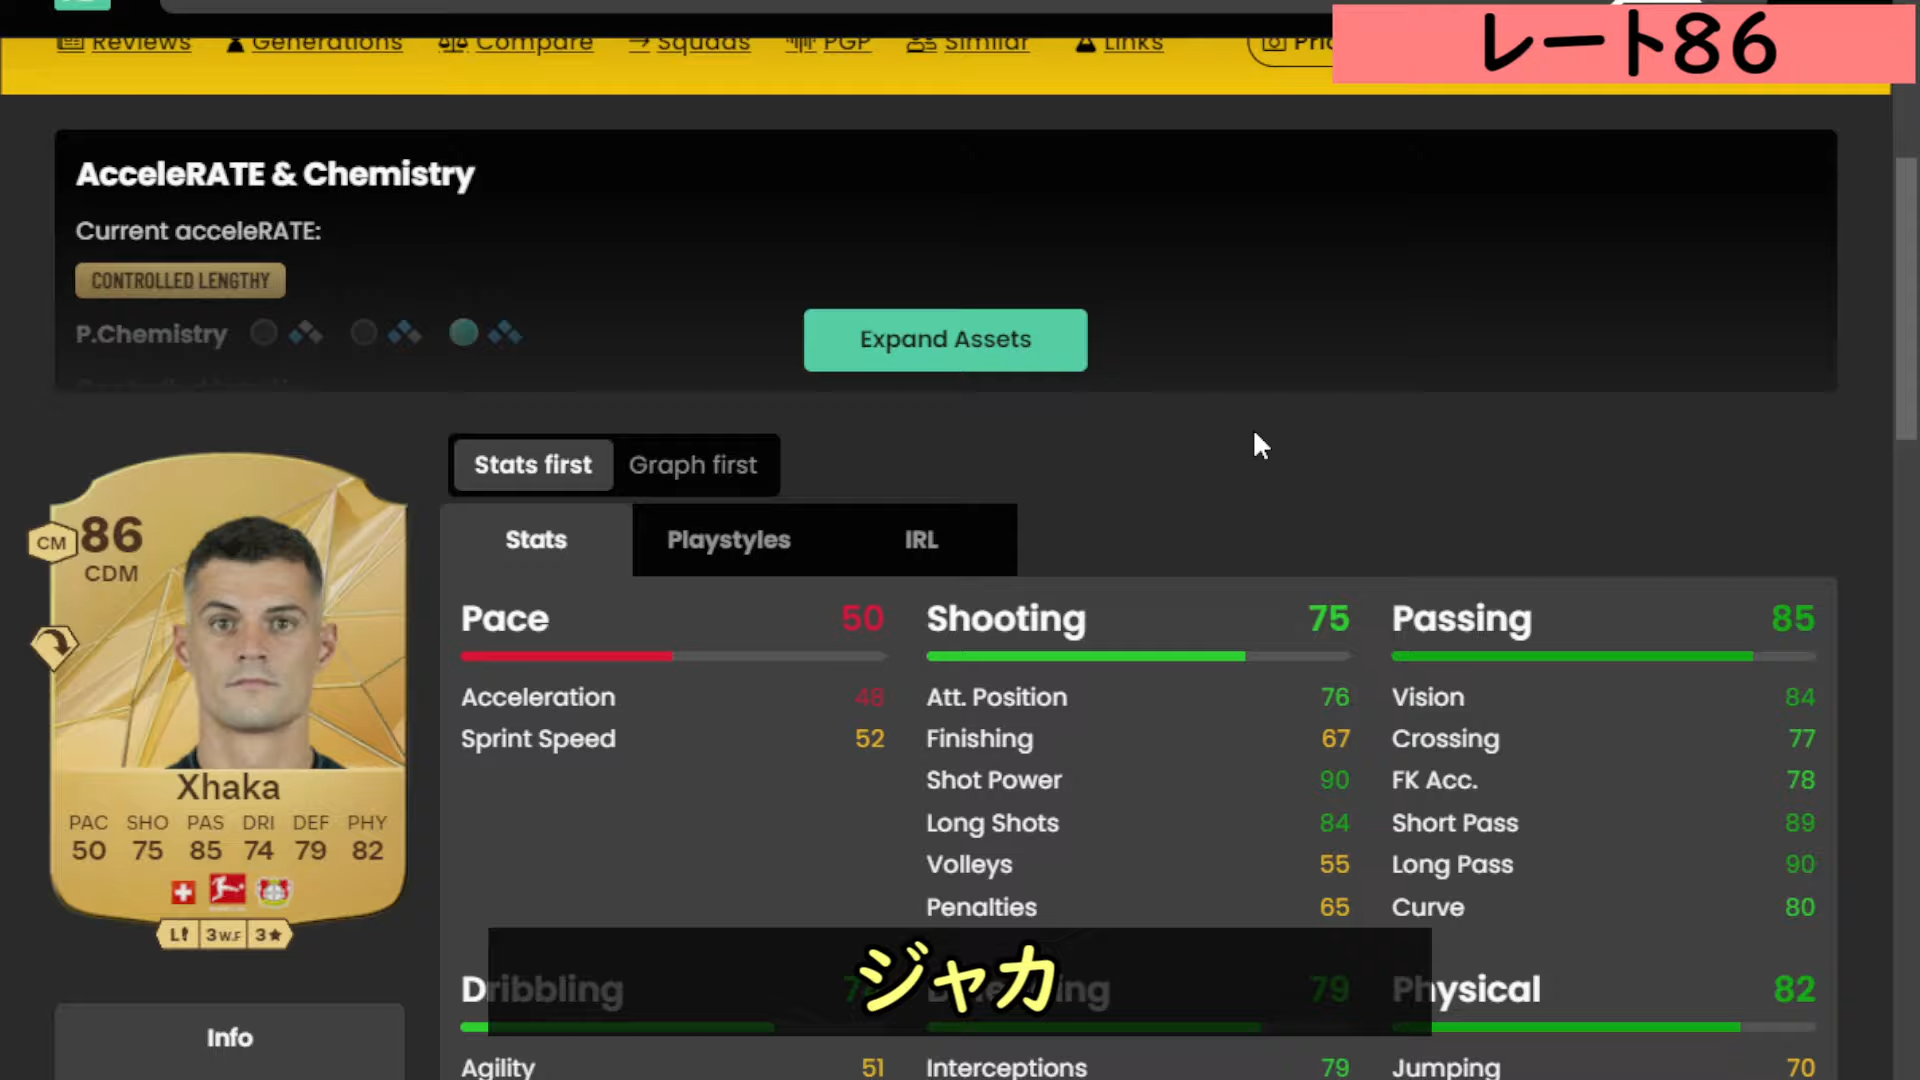 Reviews Generations Compare Squads PGP Similar Links
レート86
AcceleRATE & Chemistry
Current acceleRATE:
CONTROLLED LENGTHY
P.Chemistry
Expand Assets
Stats first Graph first
Stats Playstyles IRL
CM 86
CDM
Xhaka
PAC SHO PAS DRI DEF PHY
50 75 85 74 79 82
L 3 W.F 3★
Info
Pace 50
Acceleration 48
Sprint Speed 52
Shooting 75
Att. Position 76
Finishing 67
Shot Power 90
Long Shots 84
Volleys 55
Penalties 65
Passing 85
Vision 84
Crossing 77
FK Acc. 78
Short Pass 89
Long Pass 90
Curve 80
Dribbling
Agility 51
79
Interceptions 79
Physical 82
Jumping 70
ジャカ